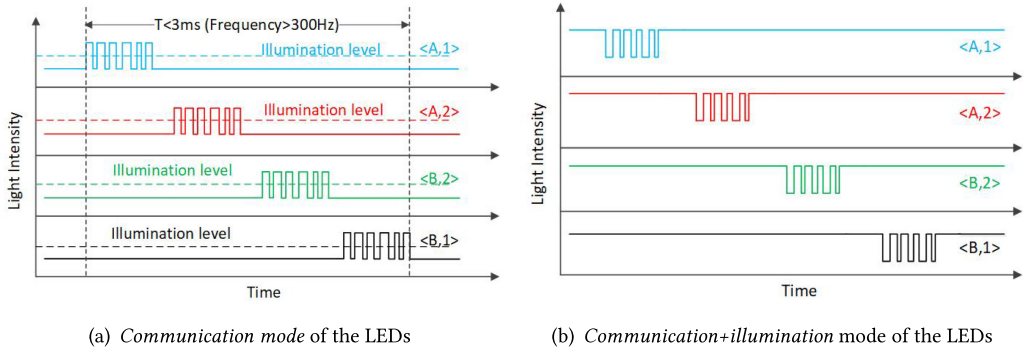 T<3ms (Frequency>300Hz)
Illumination level <A,1>
Illumination level <A,2>
Illumination level <B,2>
Illumination level <B,1>
Light Intensity
Time
(a) Communication mode of the LEDs
<A,1>
<A,2>
<B,2>
<B,1>
Light Intensity
Time
(b) Communication+illumination mode of the LEDs